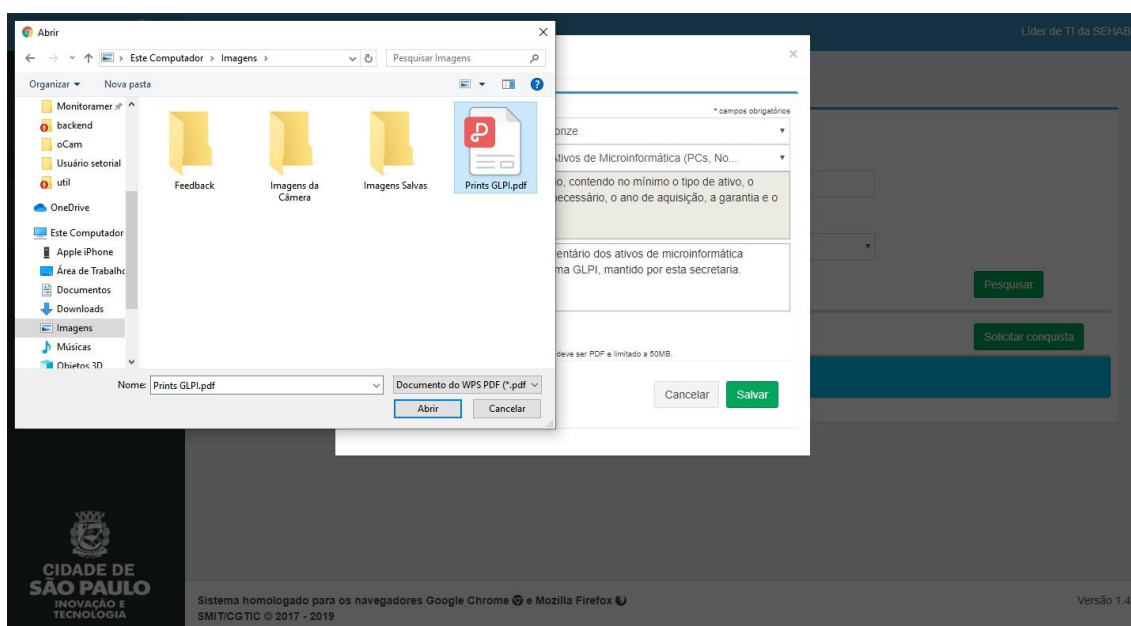 Abrir
Líder de TI da SEHAB
Este Computador > Imagens >
Pesquisar Imagens
Organizar
Nova pasta
Monitoramer
backend
oCam
Usuário setorial
util
OneDrive
Este Computador
Apple iPhone
Área de Trabalho
Documentos
Downloads
Imagens
Músicas
Objetos 3D
Feedback
Imagens da
Câmera
Imagens Salvas
Prints GLPI.pdf
Nome:
Prints GLPI.pdf
Documento do WPS PDF (*.pdf
Abrir
Cancelar
* campos obrigatórios
onze
Ativos de Microinformática (PCs, No...
o, contendo no mínimo o tipo de ativo, o
ecessário, o ano de aquisição, a garantia e o
entário dos ativos de microinformática
ma GLPI, mantido por esta secretaria.
deve ser PDF e limitado a 50MB.
Cancelar
Salvar
Pesquisar
Solicitar conquista
CIDADE DE
SÃO PAULO
INOVAÇÃO E
TECNOLOGIA
Sistema homologado para os navegadores Google Chrome e Mozilla Firefox
SMIT/CGTIC © 2017 - 2019
Versão 1.4